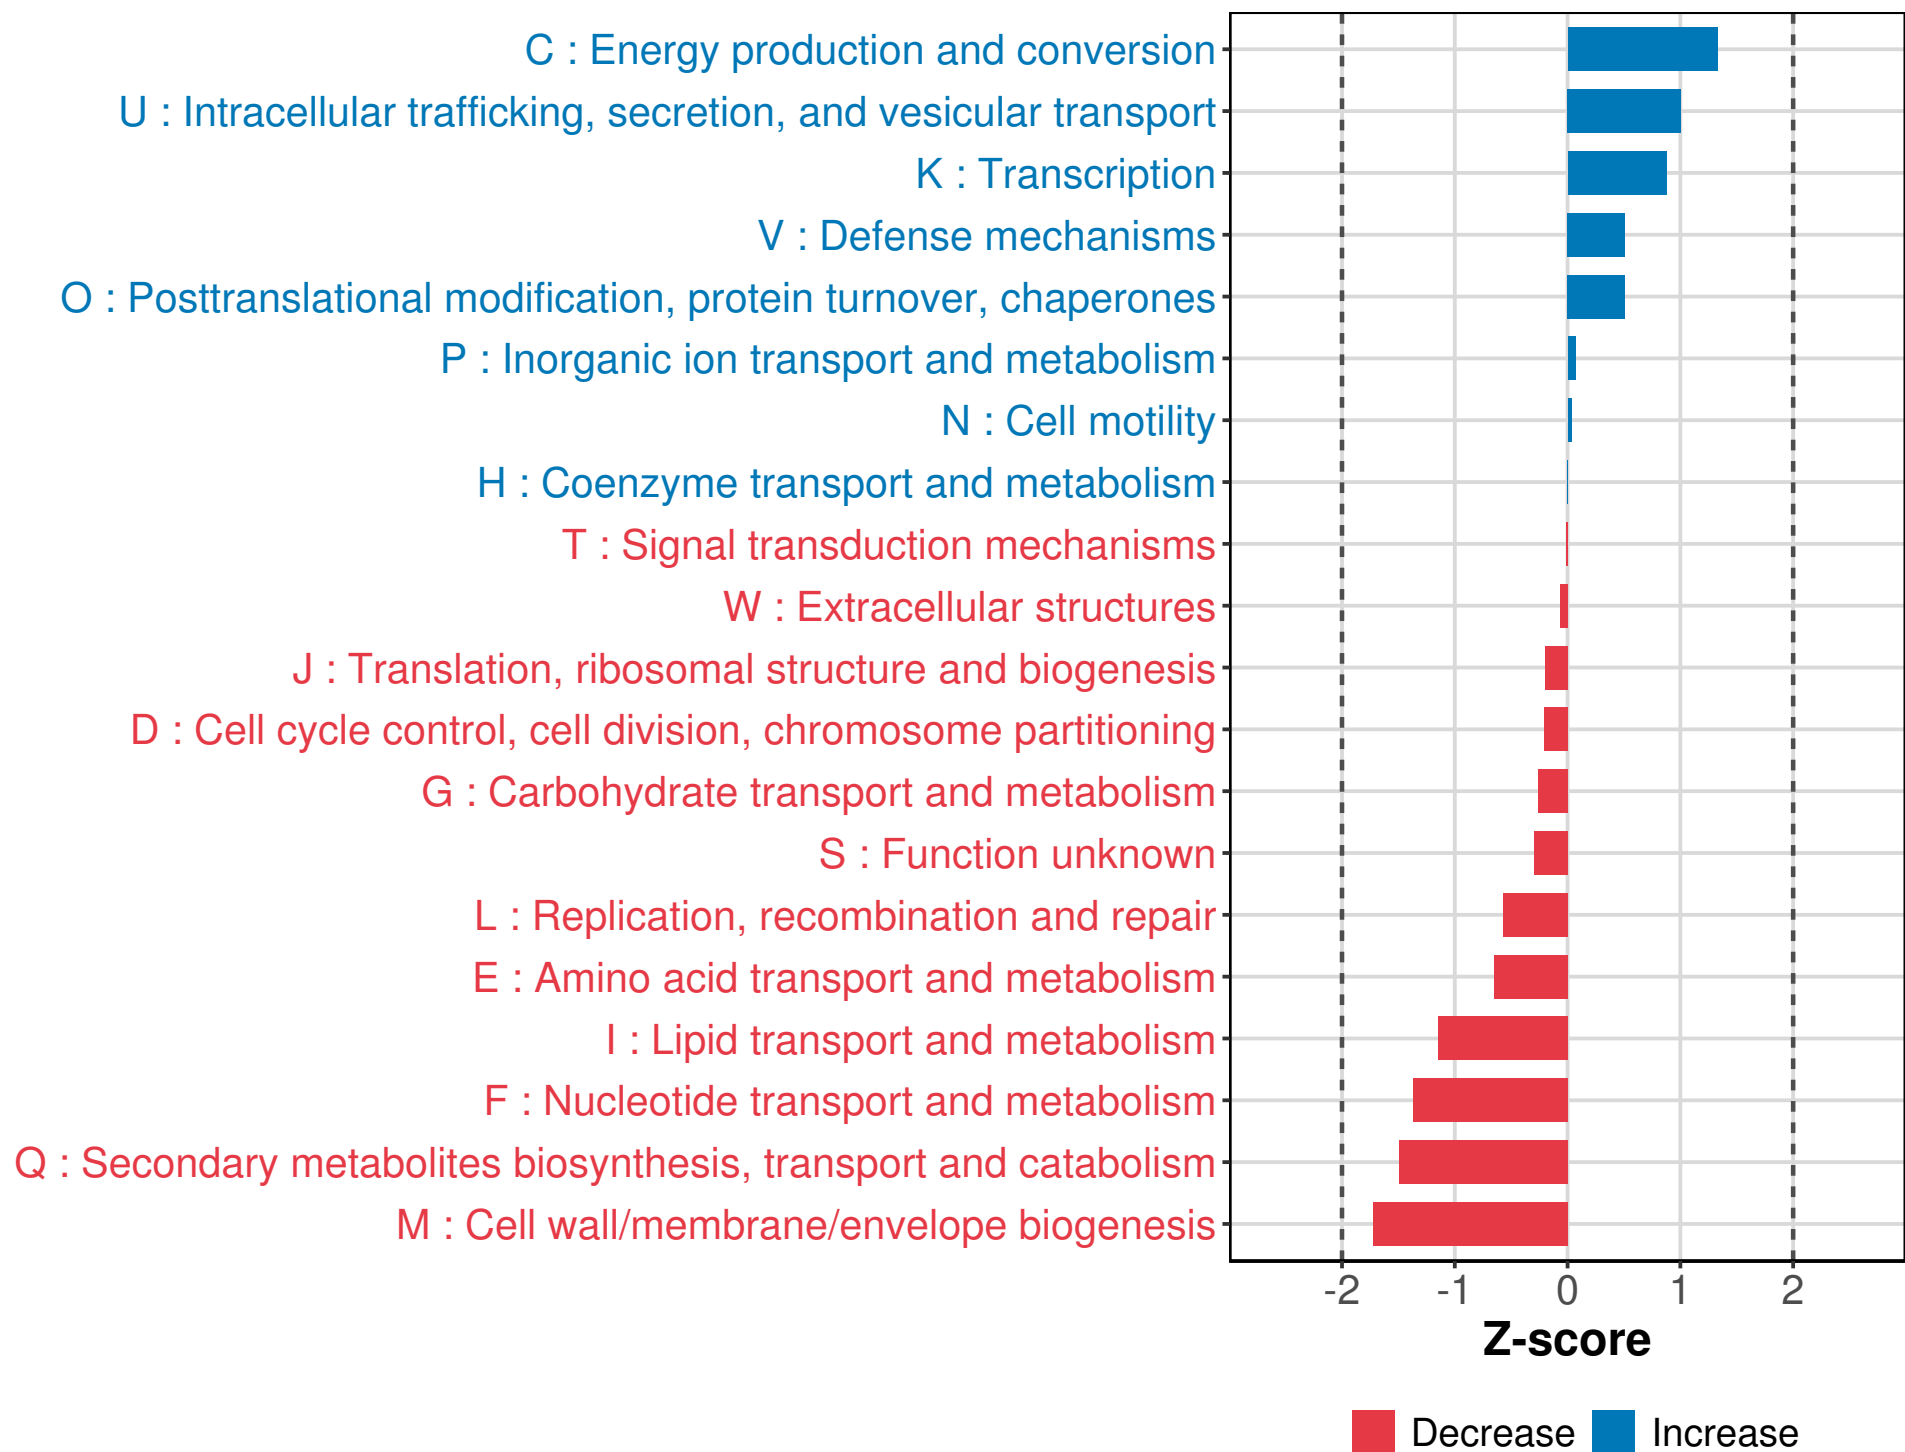 C : Energy production and conversion
U : Intracellular trafficking, secretion, and vesicular transport
K : Transcription
V : Defense mechanisms
O : Posttranslational modification, protein turnover, chaperones
P : Inorganic ion transport and metabolism
N : Cell motility
H : Coenzyme transport and metabolism
T : Signal transduction mechanisms
W : Extracellular structures
J : Translation, ribosomal structure and biogenesis
D : Cell cycle control, cell division, chromosome partitioning
G : Carbohydrate transport and metabolism
S : Function unknown
L : Replication, recombination and repair
E : Amino acid transport and metabolism
I : Lipid transport and metabolism
F : Nucleotide transport and metabolism
Q : Secondary metabolites biosynthesis, transport and catabolism
M : Cell wall/membrane/envelope biogenesis
-2 -1 0 1 2
Z-score
Decrease Increase